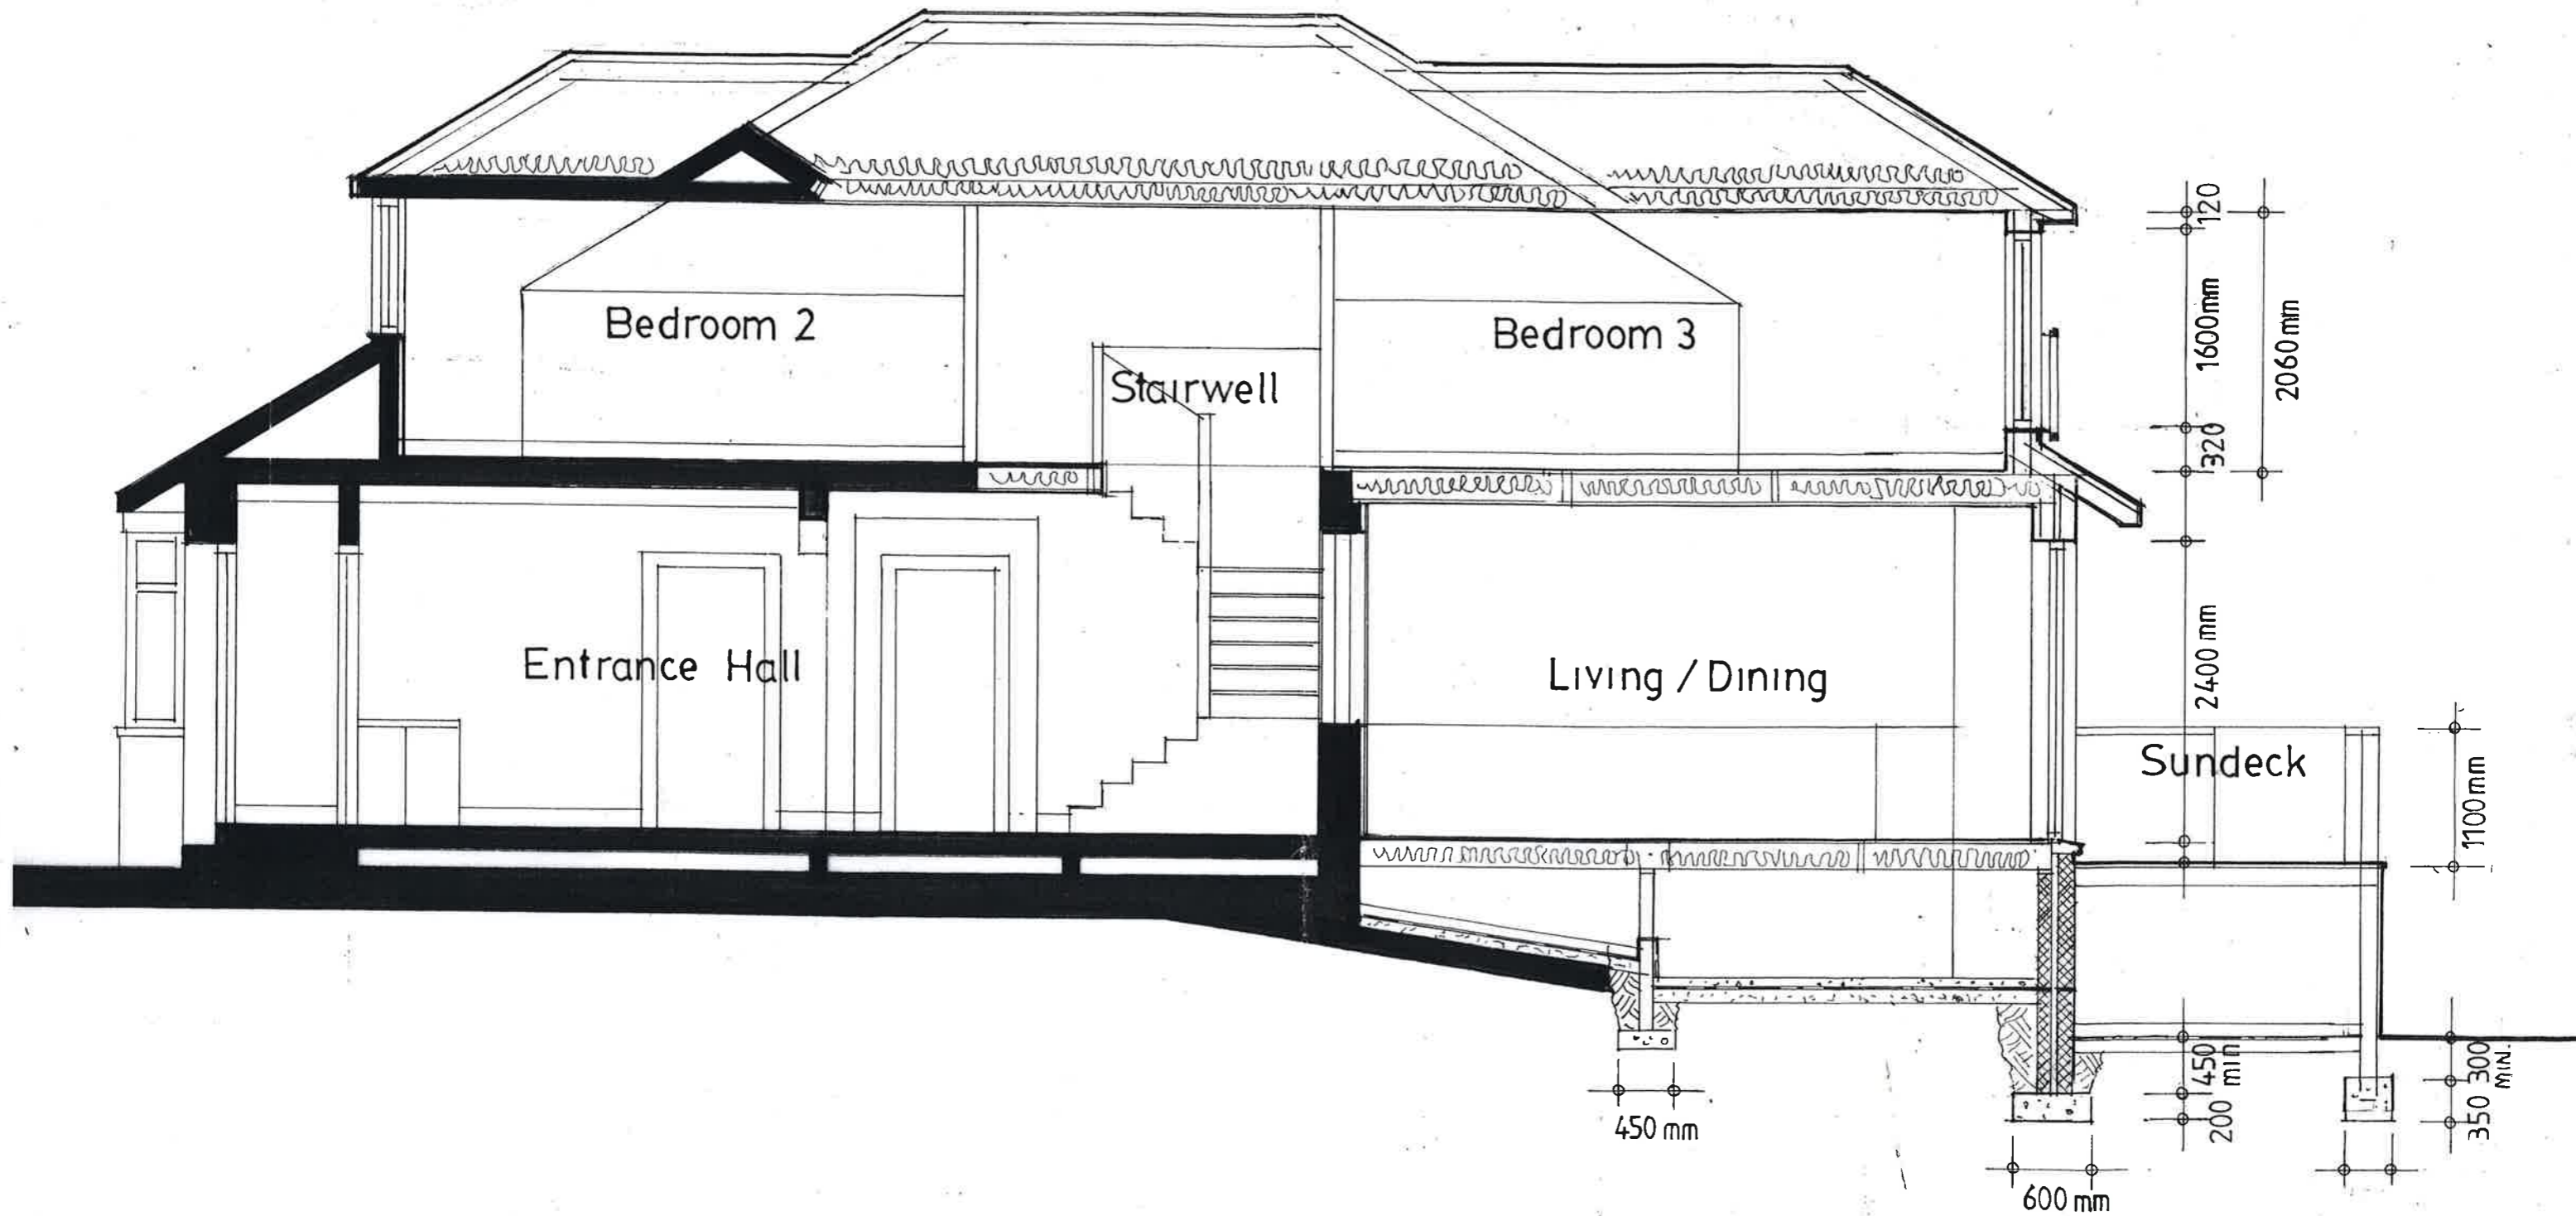 120
Bedroom 2
Bedroom 3
1600mm
2060mm
Stairwell
320
Entrance Hall
Living / Dining
2400 mm
Sundeck
1100mm
450
min
300
MIN.
200
350
450 mm
600 mm